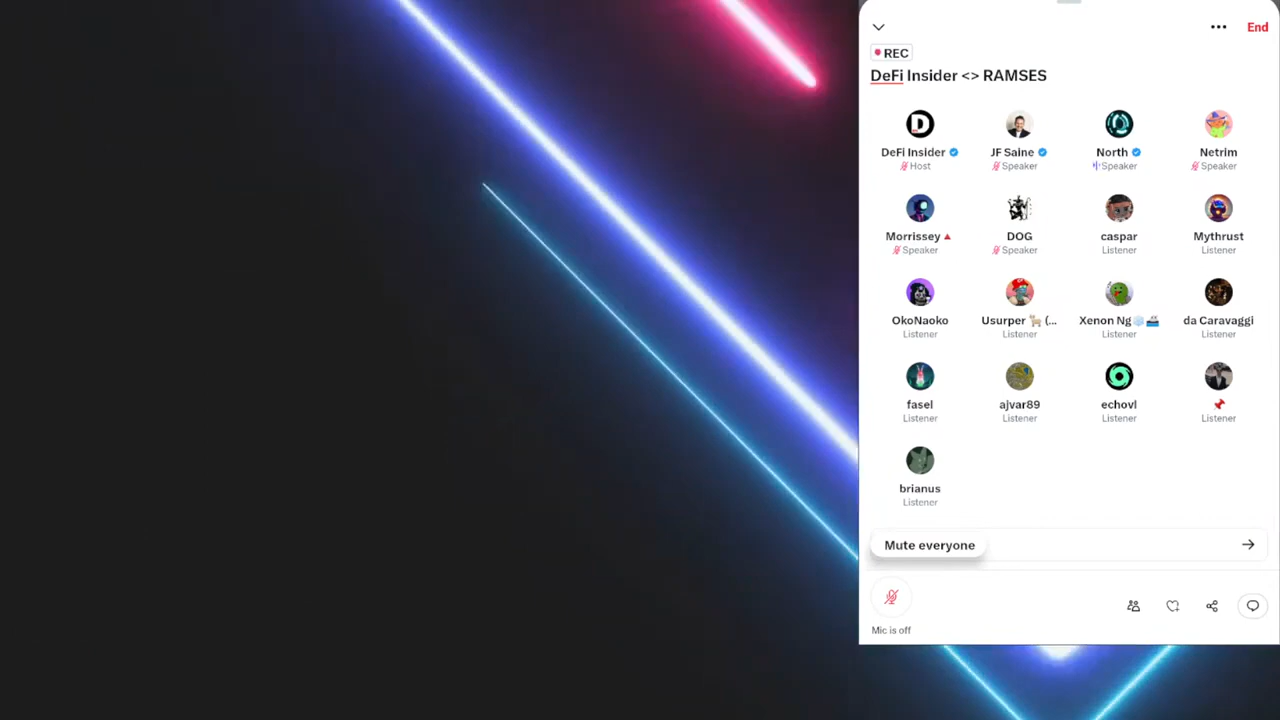 ••• End
REC
DeFi Insider <> RAMSES
DeFi Insider JF Saine North Netrim
Host Speaker Speaker Speaker
Morrissey🔺 DOG caspar Mythrust
Speaker Speaker Listener Listener
OkoNaoko Usurper 🐪 (... Xenon Ng da Caravaggi
Listener Listener Listener Listener
fasel ajvar89 echovl 📌
Listener Listener Listener Listener
brianus
Listener
Mute everyone
Mic is off